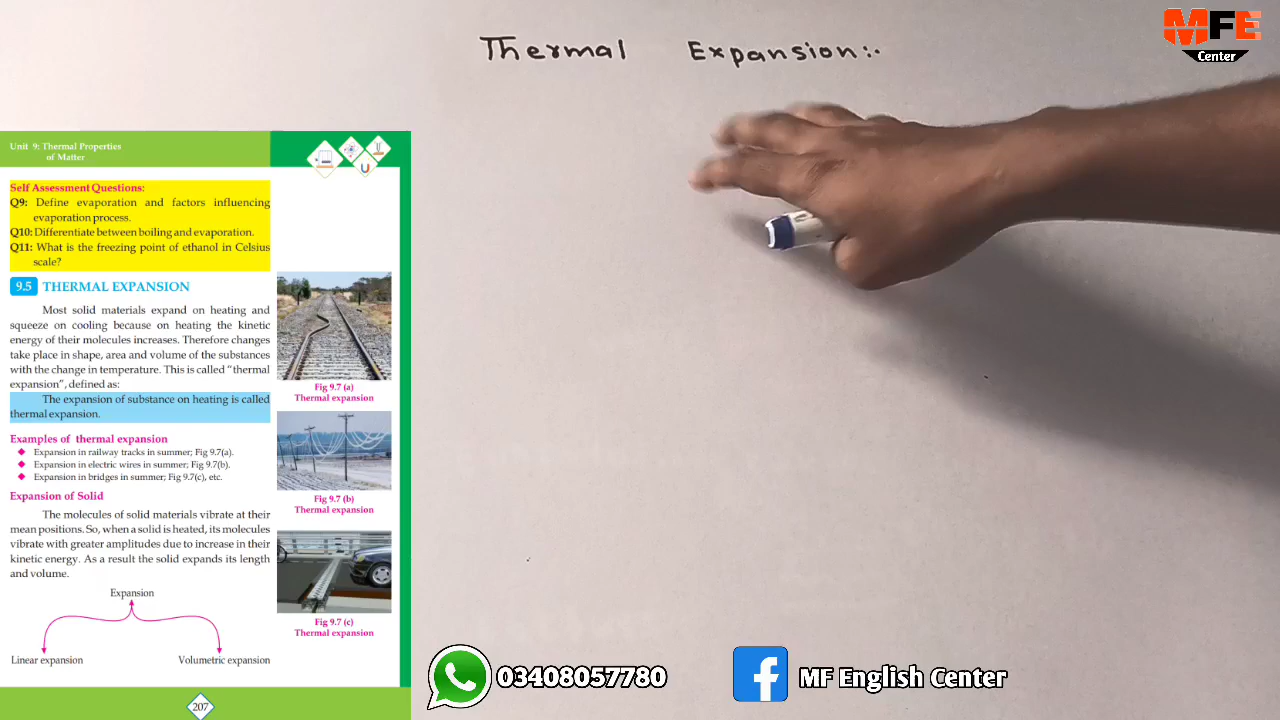 Thermal Expansion:.
MFE
Center
Unit 9: Thermal Properties
of Matter
Self Assessment Questions:
Q9: Define evaporation and factors influencing
evaporation process.
Q10: Differentiate between boiling and evaporation.
Q11: What is the freezing point of ethanol in Celsius
scale?
9.5 THERMAL EXPANSION
Most solid materials expand on heating and
squeeze on cooling because on heating the kinetic
energy of their molecules increases. Therefore changes
take place in shape, area and volume of the substances
with the change in temperature. This is called “thermal
expansion”, defined as:
The expansion of substance on heating is called
thermal expansion.
Examples of thermal expansion
Expansion in railway tracks in summer; Fig 9.7(a).
Expansion in electric wires in summer; Fig 9.7(b).
Expansion in bridges in summer; Fig 9.7(c), etc.
Expansion of Solid
The molecules of solid materials vibrate at their
mean positions. So, when a solid is heated, its molecules
vibrate with greater amplitudes due to increase in their
kinetic energy. As a result the solid expands its length
and volume.
Expansion
Linear expansion Volumetric expansion
Fig 9.7 (a)
Thermal expansion
Fig 9.7 (b)
Thermal expansion
Fig 9.7 (c)
Thermal expansion
207
03408057780
MF English Center